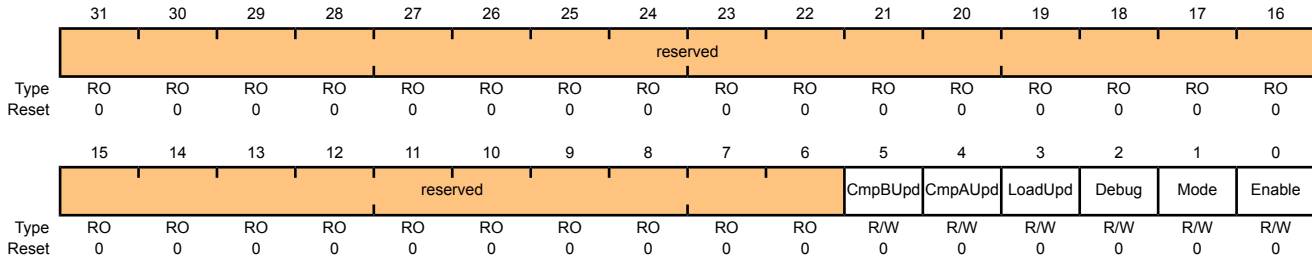 31 30 29 28 27 26 25 24 23 22 21 20 19 18 17 16
reserved
Type RO RO RO RO RO RO RO RO RO RO RO RO RO RO RO RO
Reset 0 0 0 0 0 0 0 0 0 0 0 0 0 0 0 0
15 14 13 12 11 10 9 8 7 6 5 4 3 2 1 0
reserved CmpBUpd CmpAUpd LoadUpd Debug Mode Enable
Type RO RO RO RO RO RO RO RO RO RO R/W R/W R/W R/W R/W R/W
Reset 0 0 0 0 0 0 0 0 0 0 0 0 0 0 0 0